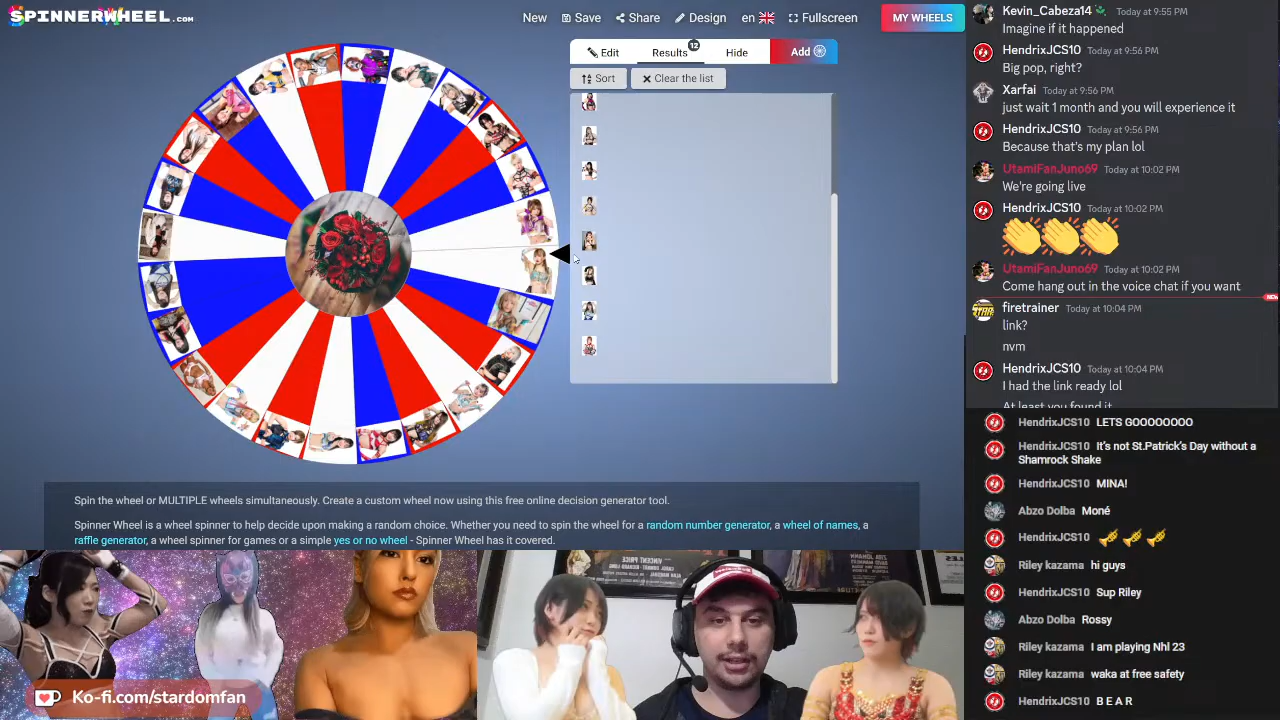 SPINNERWHEEL.COM
New
Save
Share
Design
en
Fullscreen
MY WHEELS
Edit
Results
12
Hide
Add
Sort
Clear the list
Spin the wheel or MULTIPLE wheels simultaneously. Create a custom wheel now using this free online decision generator tool.
Spinner Wheel is a wheel spinner to help decide upon making a random choice. Whether you need to spin the wheel for a random number generator, a wheel of names, a
raffle generator, a wheel spinner for games or a simple yes or no wheel - Spinner Wheel has it covered.
Ko-fi.com/stardomfan
VINCENT PRICE
Kevin_Cabeza14 Today at 9:55 PM
Imagine if it happened
HendrixJCS10 Today at 9:56 PM
Big pop, right?
Xarfai Today at 9:56 PM
just wait 1 month and you will experience it
HendrixJCS10 Today at 9:56 PM
Because that's my plan lol
UtamiFanJuno69 Today at 10:02 PM
We're going live
HendrixJCS10 Today at 10:02 PM
UtamiFanJuno69 Today at 10:02 PM
Come hang out in the voice chat if you want
NEW
firetrainer Today at 10:04 PM
link?
nvm
HendrixJCS10 Today at 10:04 PM
I had the link ready lol
At least you found it
HendrixJCS10 LETS GOOOOOOOO
HendrixJCS10 It's not St.Patrick's Day without a
Shamrock Shake
HendrixJCS10 MINA!
Abzo Dolba Moné
HendrixJCS10
Riley kazama hi guys
HendrixJCS10 Sup Riley
Abzo Dolba Rossy
Riley kazama I am playing Nhl 23
Riley kazama waka at free safety
HendrixJCS10 B E A R